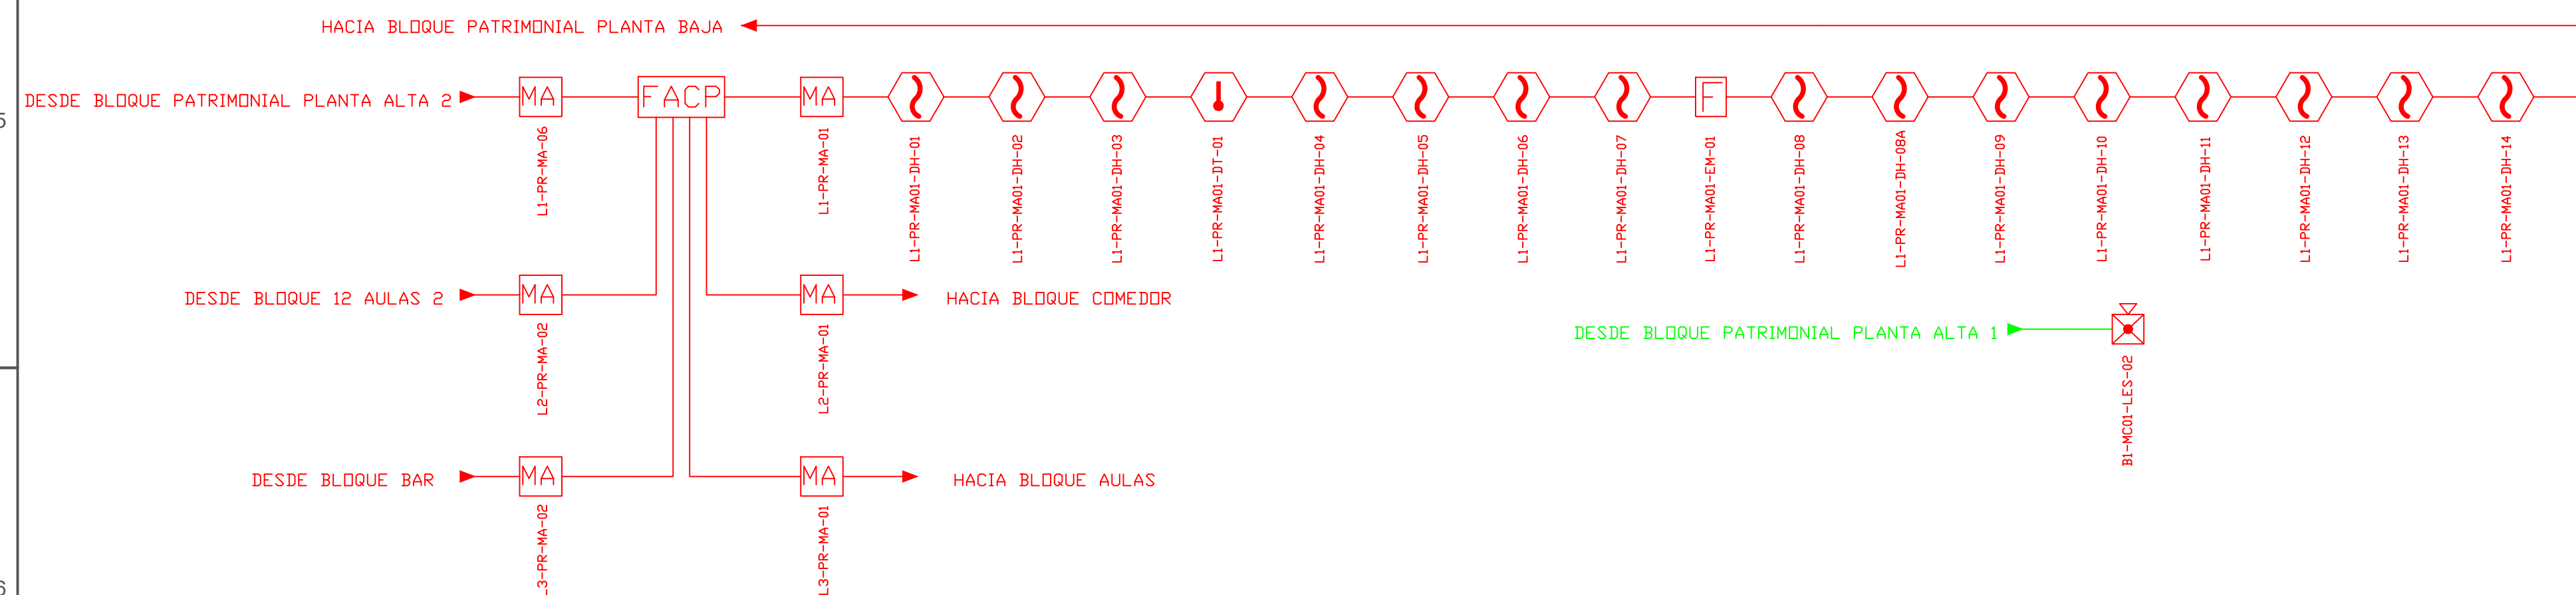 HACIA BLOQUE PATRIMONIAL PLANTA BAJA
DESDE BLOQUE PATRIMONIAL PLANTA ALTA 2
MA
FACP
MA
F
5
L1-PR-MA-06
L1-PR-MA-01
L1-PR-MA01-DH-01
L1-PR-MA01-DH-02
L1-PR-MA01-DH-03
L1-PR-MA01-DT-01
L1-PR-MA01-DH-04
L1-PR-MA01-DH-05
L1-PR-MA01-DH-06
L1-PR-MA01-DH-07
L1-PR-MA01-EM-01
L1-PR-MA01-DH-08
L1-PR-MA01-DH-08A
L1-PR-MA01-DH-09
L1-PR-MA01-DH-10
L1-PR-MA01-DH-11
L1-PR-MA01-DH-12
L1-PR-MA01-DH-13
L1-PR-MA01-DH-14
DESDE BLOQUE 12 AULAS 2
MA
MA
HACIA BLOQUE COMEDOR
L2-PR-MA-02
L2-PR-MA-01
DESDE BLOQUE PATRIMONIAL PLANTA ALTA 1
B1-MC01-LES-02
DESDE BLOQUE BAR
MA
MA
HACIA BLOQUE AULAS
L3-PR-MA-02
L3-PR-MA-01
6